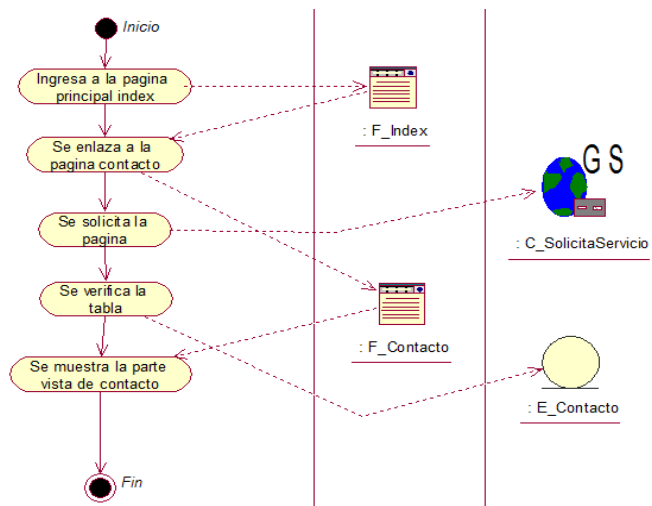 Inicio
Ingresa a la pagina
principal index
: F_Index
Se enlaza a la
pagina contacto
G S
: C_SolicitaServicio
Se solicita la
pagina
Se verifica la
tabla
: F_Contacto
Se muestra la parte
vista de contacto
: E_Contacto
Fin